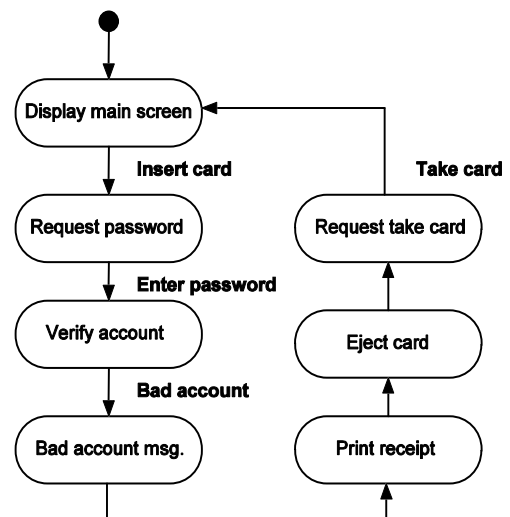 Display main screen
Insert card
Take card
Request password
Request take card
Enter password
Verify account
Eject card
Bad account
Bad account msg.
Print receipt